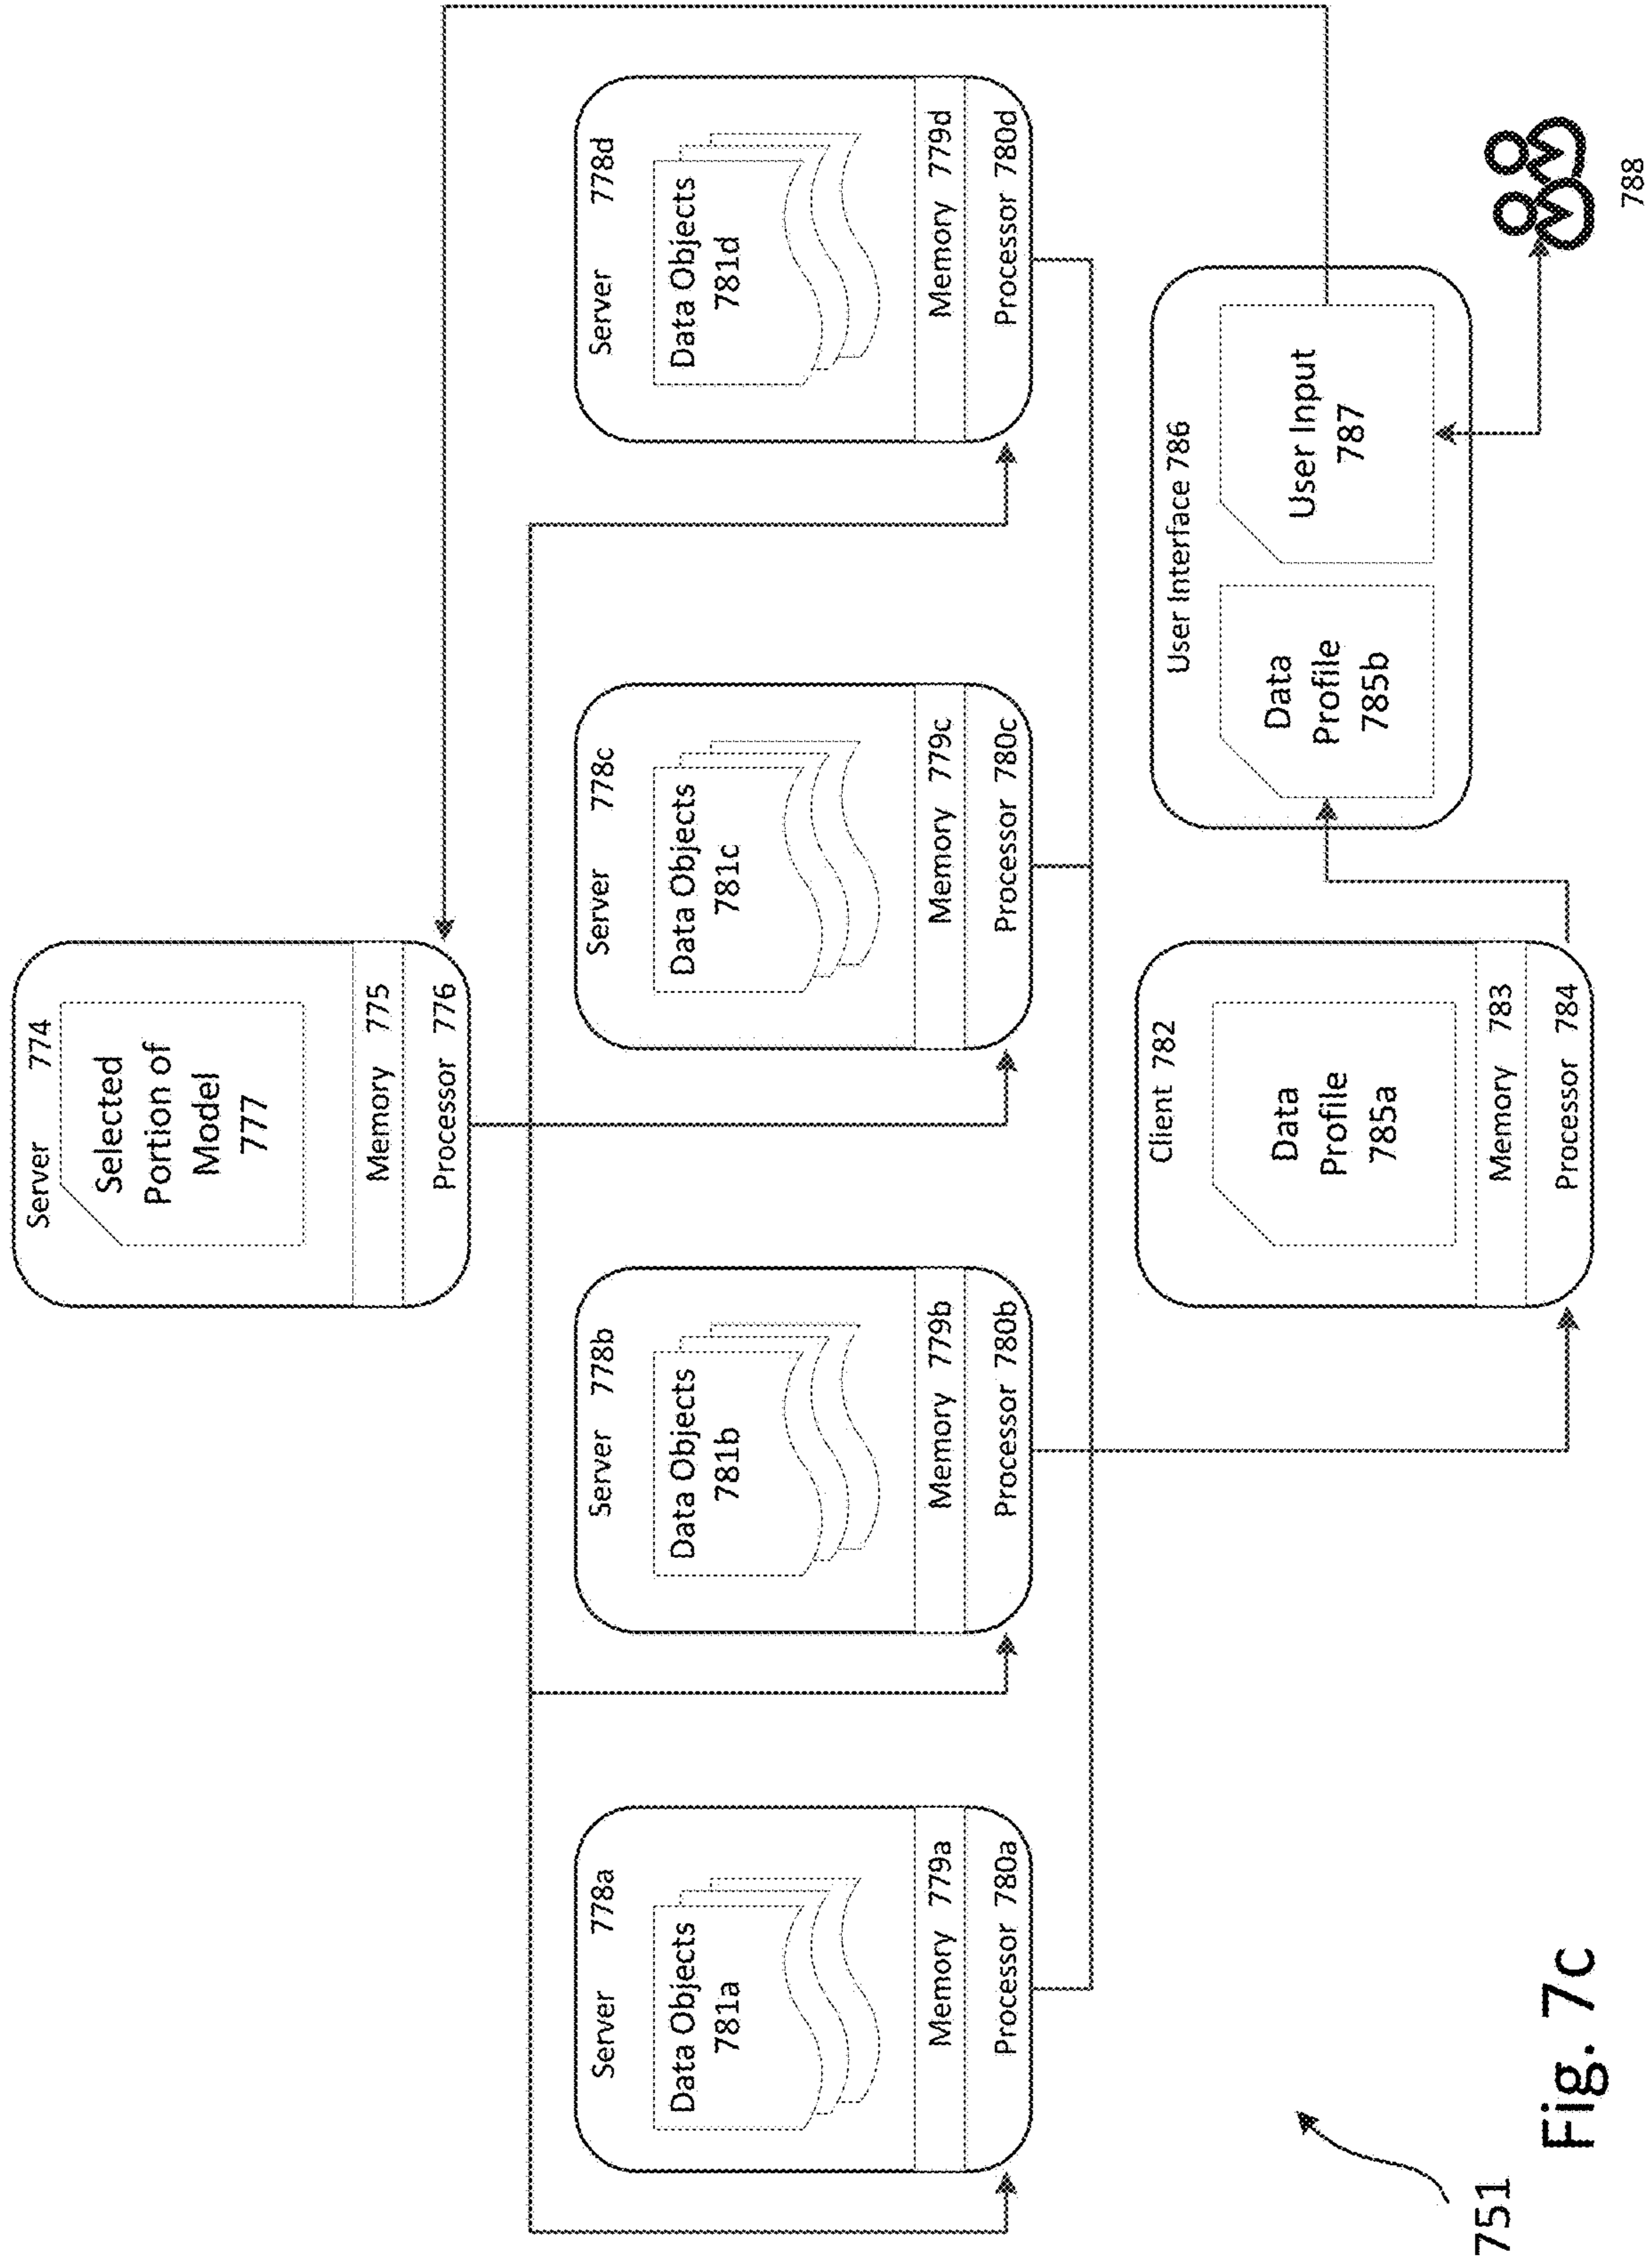 Server 774
Selected
Portion of
Model
777
Memory 775
Processor 776
Server 778a
Data Objects
781a
Memory 779a
Processor 780a
Server 778b
Data Objects
781b
Memory 779b
Processor 780b
Server 778c
Data Objects
781c
Memory 779c
Processor 780c
Server 778d
Data Objects
781d
Memory 779d
Processor 780d
Client 782
Data
Profile
785a
Memory 783
Processor 784
User Interface 786
Data
Profile
785b
User Input
787
788
751
Fig. 7c